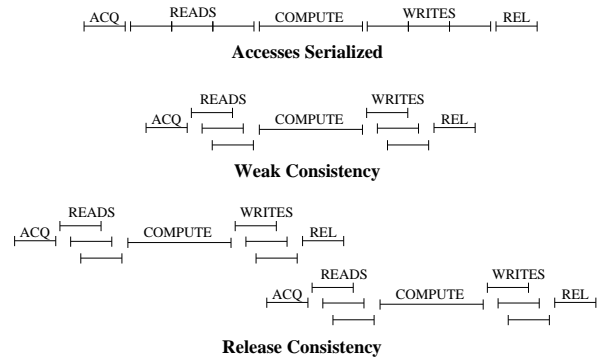 ACQ READS COMPUTE WRITES REL
Accesses Serialized
READS WRITES
ACQ COMPUTE REL
Weak Consistency
READS WRITES
ACQ COMPUTE REL
READS WRITES
ACQ COMPUTE REL
Release Consistency